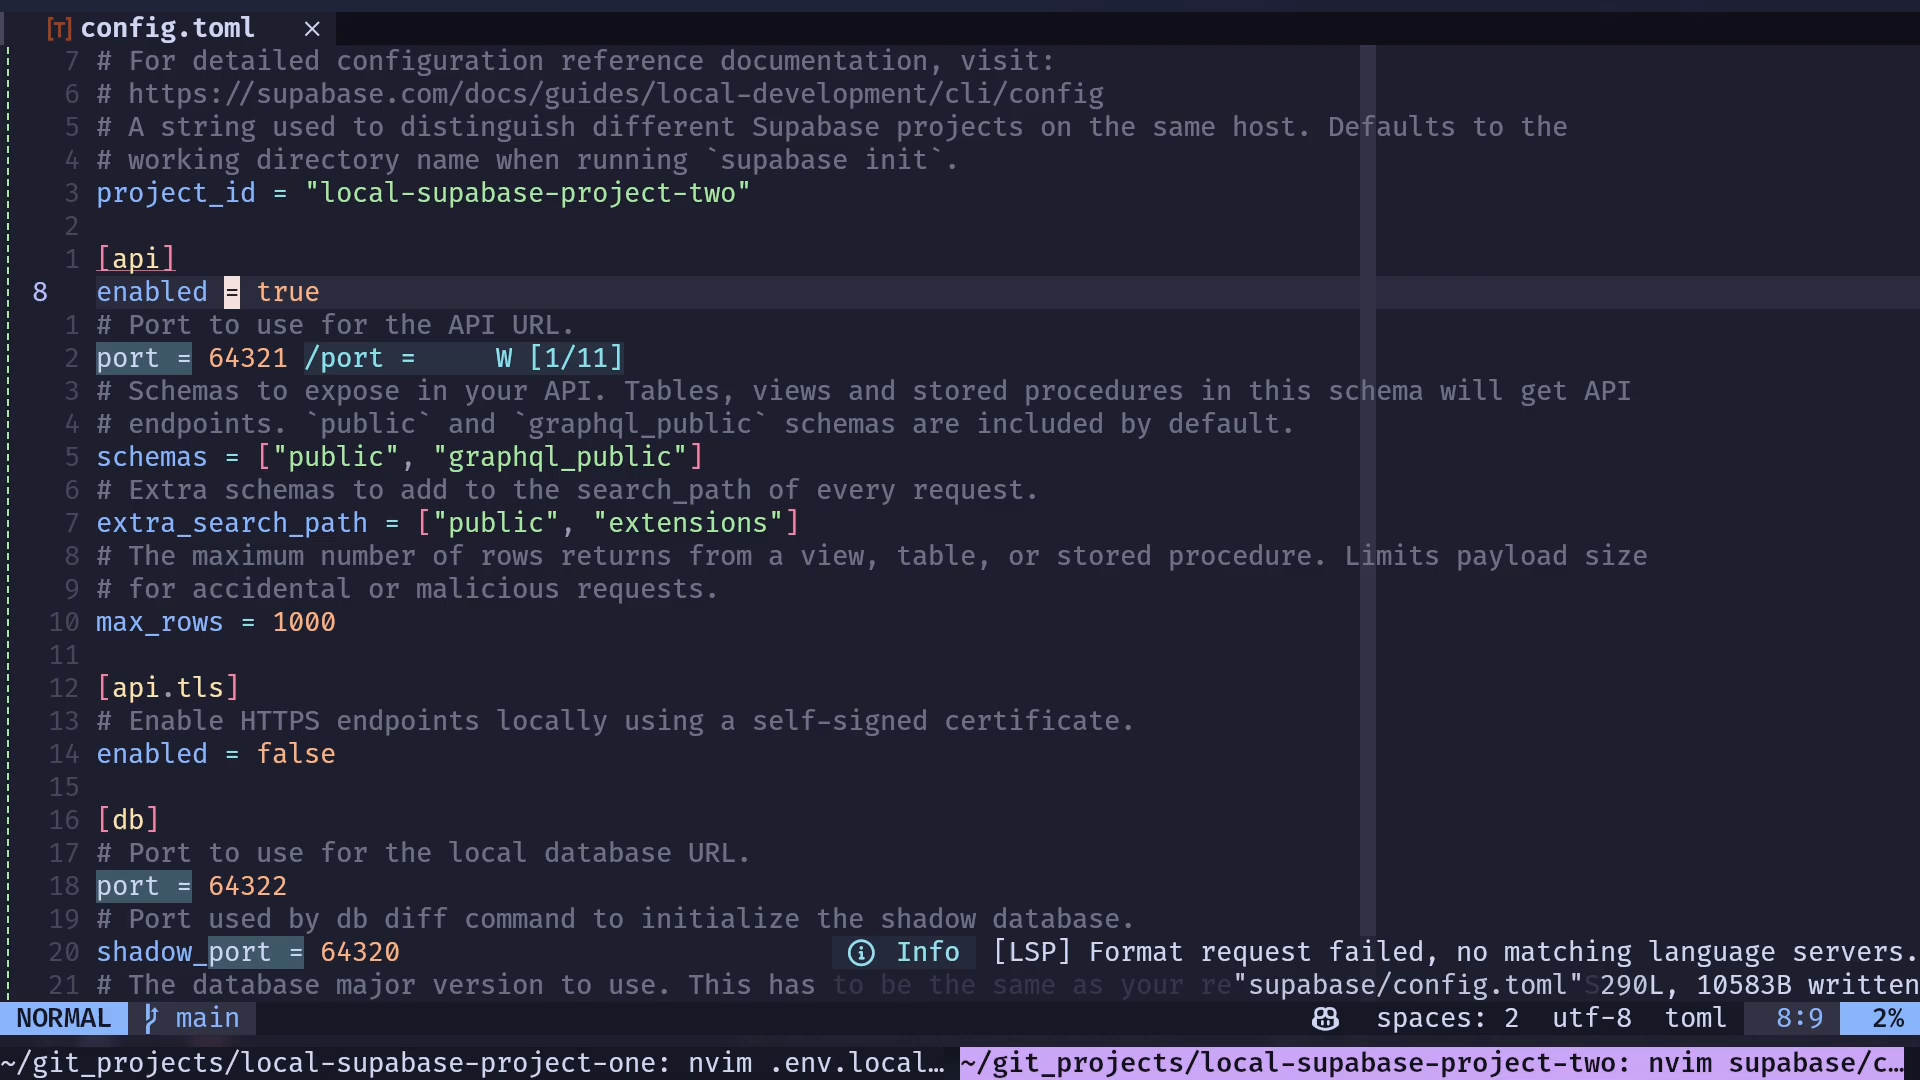 [T] config.toml ×
7 # For detailed configuration reference documentation, visit:
6 # https://supabase.com/docs/guides/local-development/cli/config
5 # A string used to distinguish different Supabase projects on the same host. Defaults to the
4 # working directory name when running `supabase init`.
3 project_id = "local-supabase-project-two"
2
1 [api]
8 enabled = true
1 # Port to use for the API URL.
2 port = 64321 /port = W [1/11]
3 # Schemas to expose in your API. Tables, views and stored procedures in this schema will get API
4 # endpoints. `public` and `graphql_public` schemas are included by default.
5 schemas = ["public", "graphql_public"]
6 # Extra schemas to add to the search_path of every request.
7 extra_search_path = ["public", "extensions"]
8 # The maximum number of rows returns from a view, table, or stored procedure. Limits payload size
9 # for accidental or malicious requests.
10 max_rows = 1000
11
12 [api.tls]
13 # Enable HTTPS endpoints locally using a self-signed certificate.
14 enabled = false
15
16 [db]
17 # Port to use for the local database URL.
18 port = 64322
19 # Port used by db diff command to initialize the shadow database.
20 shadow_port = 64320 Info [LSP] Format request failed, no matching language servers.
21 # The database major version to use. This has to be the same as your re"supabase/config.toml"S290L, 10583B written
NORMAL main spaces: 2 utf-8 toml 8:9 2%
~/git_projects/local-supabase-project-one: nvim .env.local… ~/git_projects/local-supabase-project-two: nvim supabase/c…